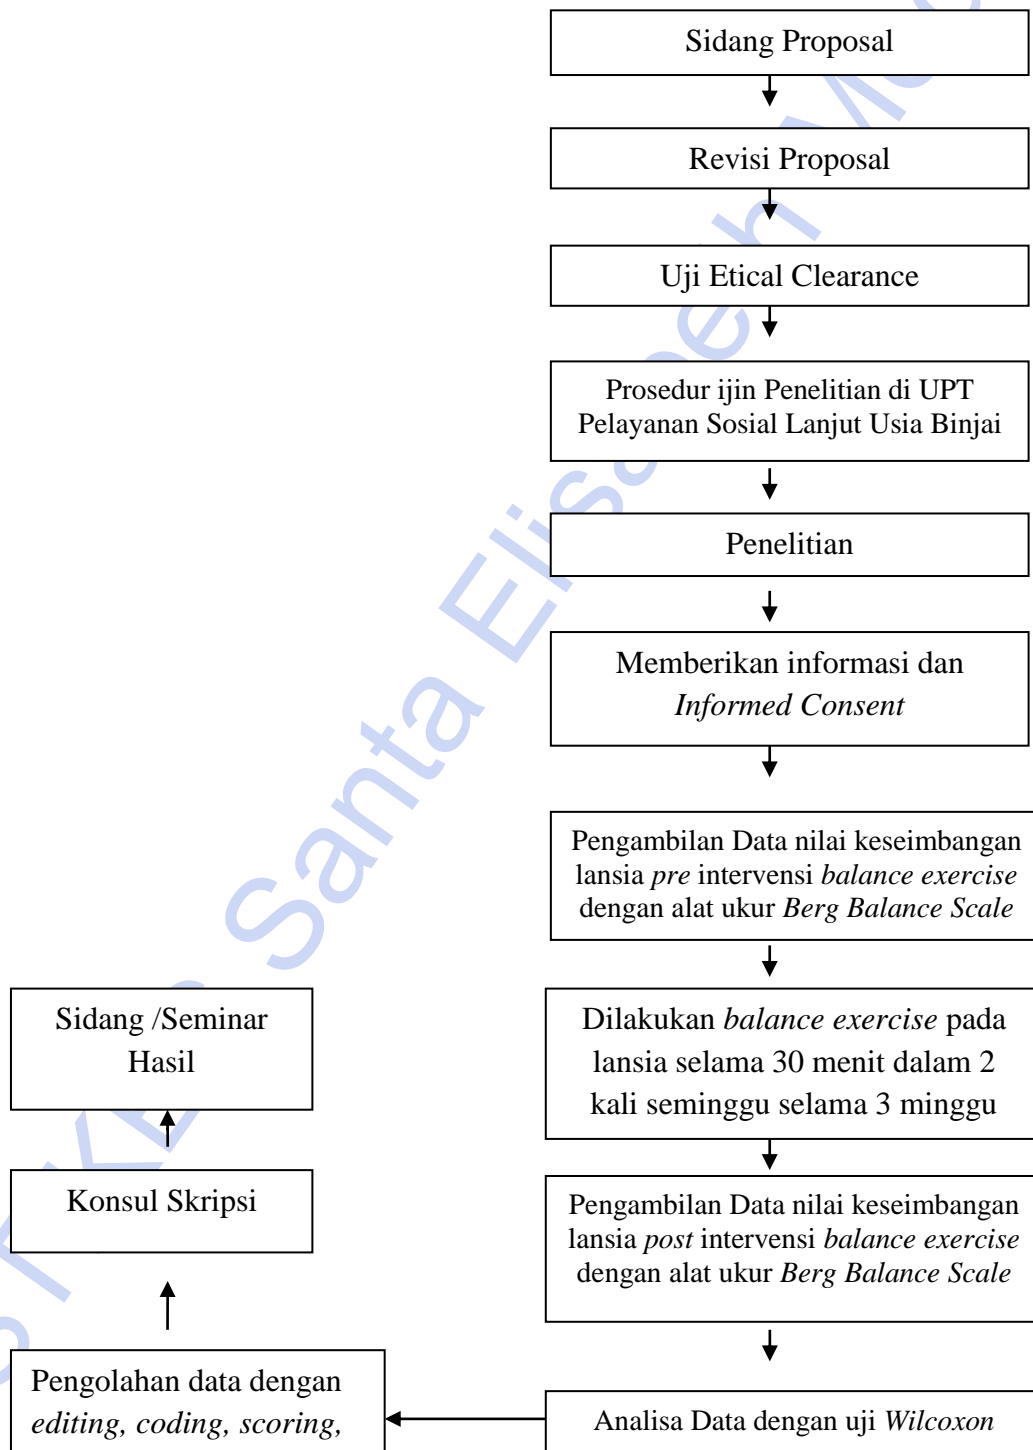 Sidang Proposal
Revisi Proposal
Uji Etical Clearance
Prosedur ijin Penelitian di UPT
Pelayanan Sosial Lanjut Usia Binjai
Penelitian
Memberikan informasi dan
Informed Consent
Pengambilan Data nilai keseimbangan
lansia pre intervensi balance exercise
dengan alat ukur Berg Balance Scale
Dilakukan balance exercise pada
lansia selama 30 menit dalam 2
kali seminggu selama 3 minggu
Pengambilan Data nilai keseimbangan
lansia post intervensi balance exercise
dengan alat ukur Berg Balance Scale
Analisa Data dengan uji Wilcoxon
Pengolahan data dengan
editing, coding, scoring,
Konsul Skripsi
Sidang /Seminar
Hasil
Santa